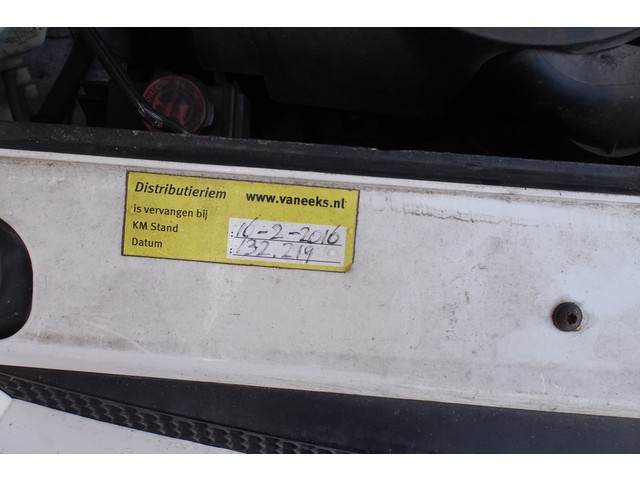 Distributieriem www.vaneeks.nl
is vervangen bij
KM Stand : 16-2-2016
Datum : 132.219